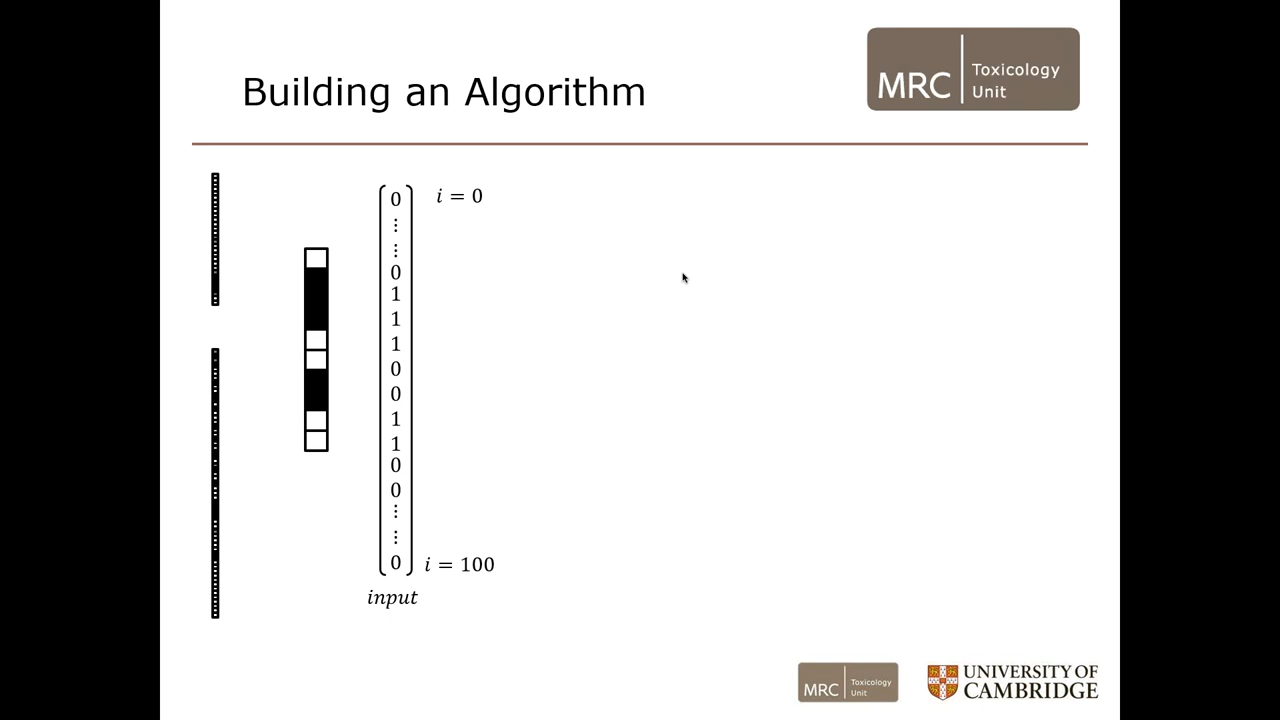 Building an Algorithm
MRC
Toxicology
Unit
0
⋮
⋮
0
1
1
1
0
0
1
1
0
0
⋮
⋮
0
i = 0
i = 100
input
MRC
Toxicology
Unit
UNIVERSITY OF
CAMBRIDGE